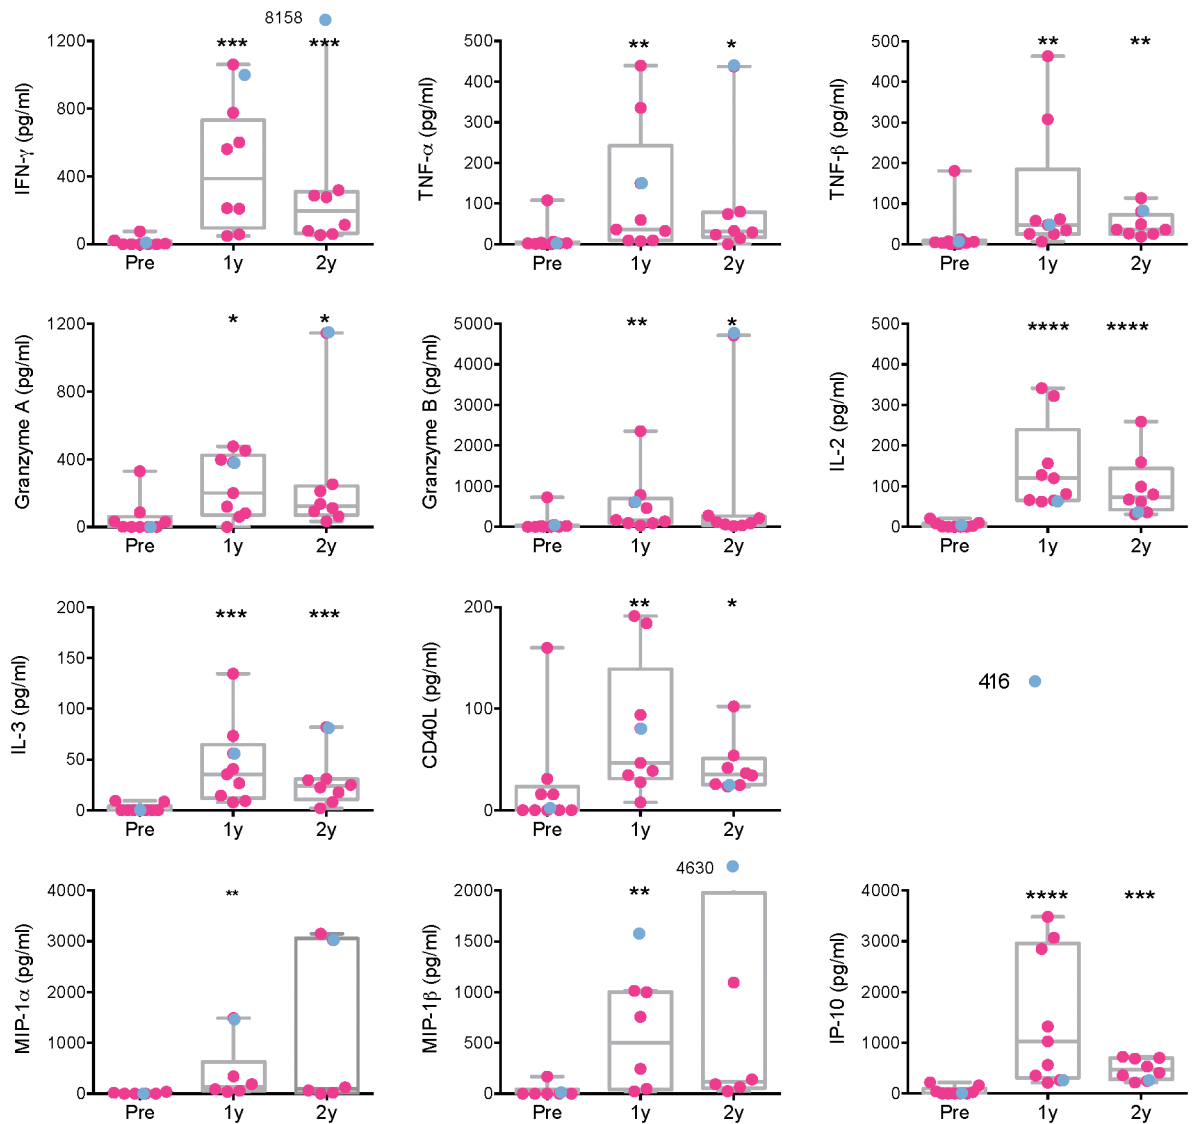 8158
IFN-γ (pg/ml)
1200
800
400
0
***
***
Pre
1y
2y
TNF-α (pg/ml)
500
400
300
200
100
0
**
*
Pre
1y
2y
TNF-β (pg/ml)
500
400
300
200
100
0
**
**
Pre
1y
2y
Granzyme A (pg/ml)
1200
800
400
0
*
*
Pre
1y
2y
Granzyme B (pg/ml)
5000
4000
3000
2000
1000
0
**
*
Pre
1y
2y
IL-2 (pg/ml)
500
400
300
200
100
0
****
****
Pre
1y
2y
IL-3 (pg/ml)
200
150
100
50
0
***
***
Pre
1y
2y
CD40L (pg/ml)
200
100
0
**
*
Pre
1y
2y
416
MIP-1α (pg/ml)
4000
3000
2000
1000
0
**
Pre
1y
2y
4630
MIP-1β (pg/ml)
2000
1500
1000
500
0
**
Pre
1y
2y
IP-10 (pg/ml)
4000
3000
2000
1000
0
****
***
Pre
1y
2y